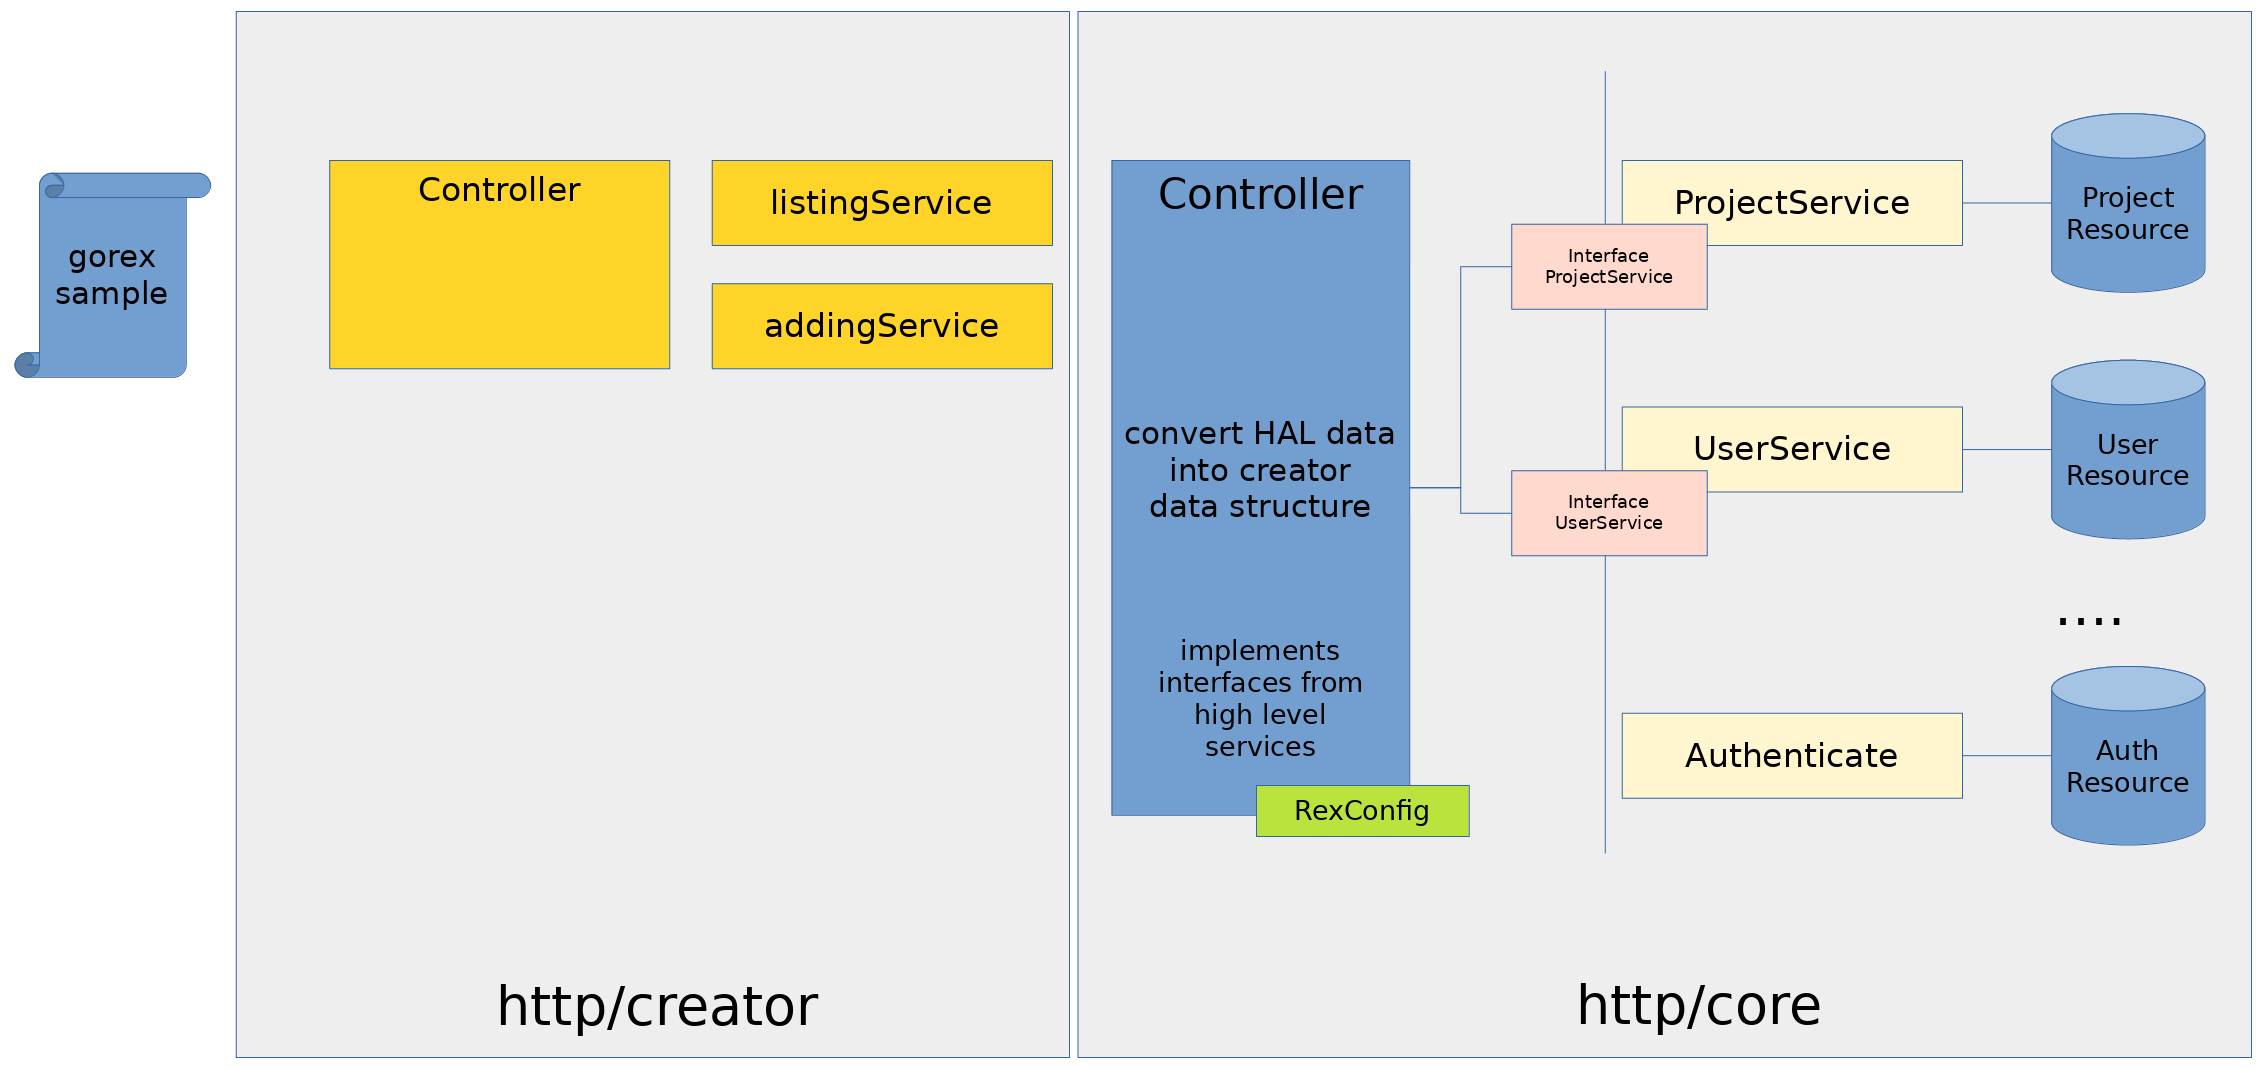 gorex
sample
Controller
listingService
addingService
http/creator
Controller
convert HAL data
into creator
data structure
implements
interfaces from
high level
services
RexConfig
ProjectService
Interface
ProjectService
Project
Resource
UserService
Interface
UserService
User
Resource
....
Authenticate
Auth
Resource
http/core